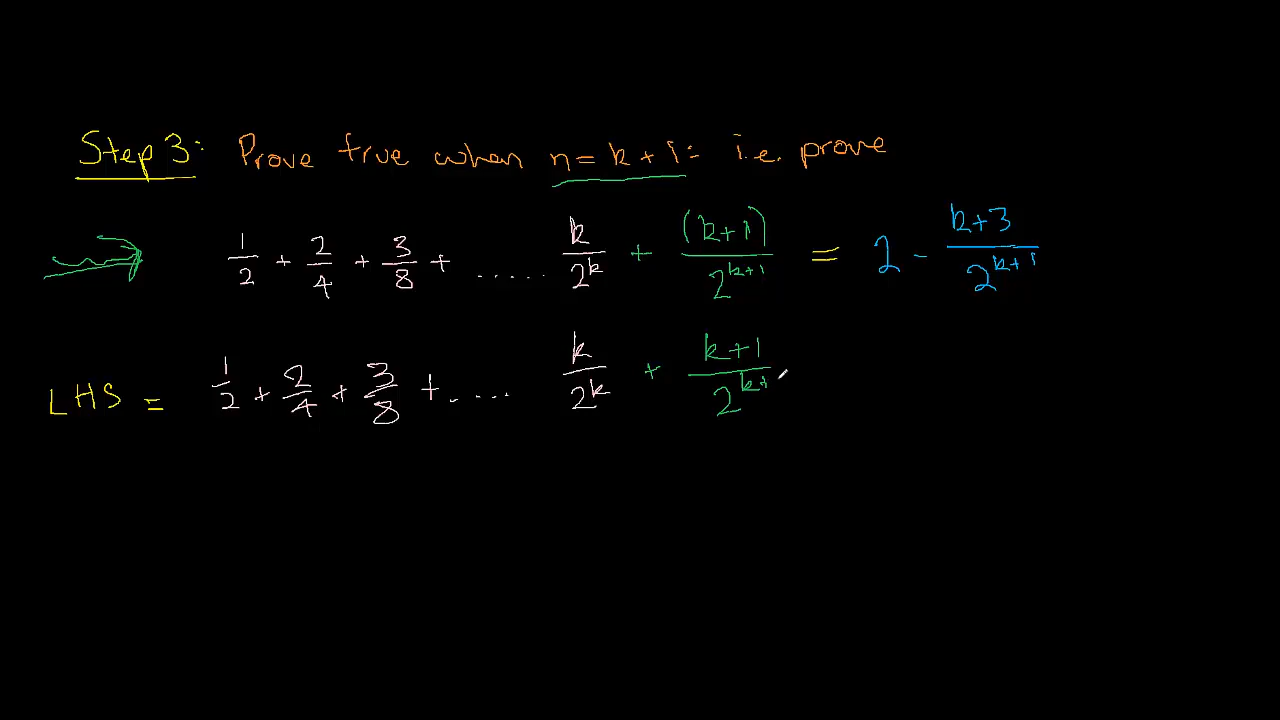 Step 3: Prove true when n = k + 1: i.e. prove
1/2 + 2/4 + 3/8 + ..... k/2^k + (k+1)/2^(k+1) = 2 - (k+3)/2^(k+1)
LHS = 1/2 + 2/4 + 3/8 + ..... k/2^k + (k+1)/2^(k+